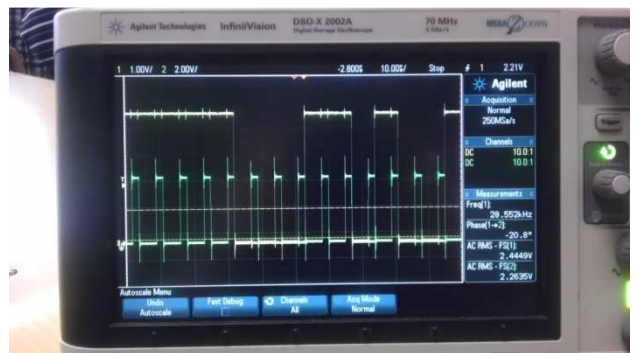 Agilent Technologies InfiniiVision DSO-X 2002A 70 MHz
Digital Storage Oscilloscope
MEGA Zoom
1 1.00V/ 2 2.00V/ -2.800s 10.00s/ Stop 1 2.21V
Agilent
Acquisition
Normal
250MSa/s
Channels
DC 10.0:1
DC 10.0:1
Measurements
Freq(1):
28.552kHz
Phase(1→2):
-20.8°
AC RMS - FS(1):
2.4449V
AC RMS - FS(2):
2.2635V
Autoscale Menu
Undo
Autoscale
Fast Debug
Channels
All
Acq Mode
Normal
Trigger